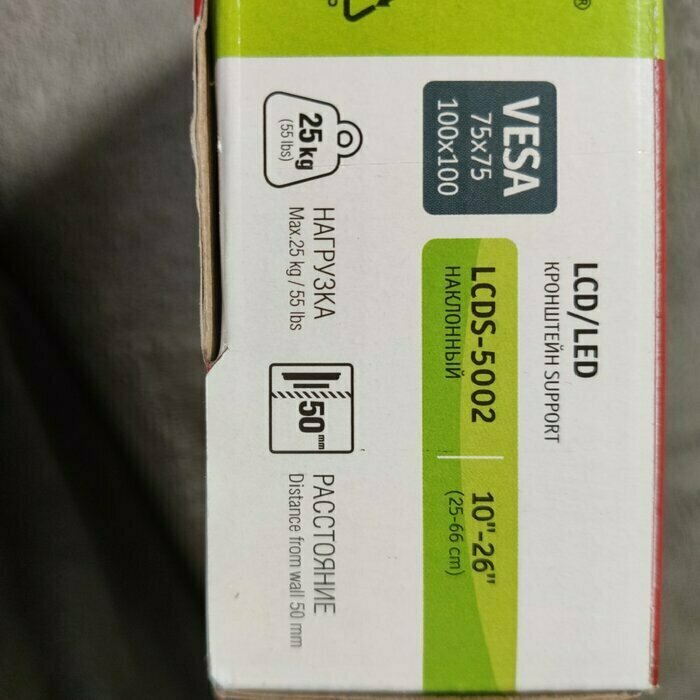 LCD/LED
КРОНШТЕЙН SUPPORT
VESA
75x75
100x100
LCDS-5002
НАКЛОННЫЙ
10"-26"
(25-66 cm)
25 kg
(55 lbs)
НАГРУЗКА
Max.25 kg / 55 lbs
50 mm
РАССТОЯНИЕ
Distance from wall 50 mm
®